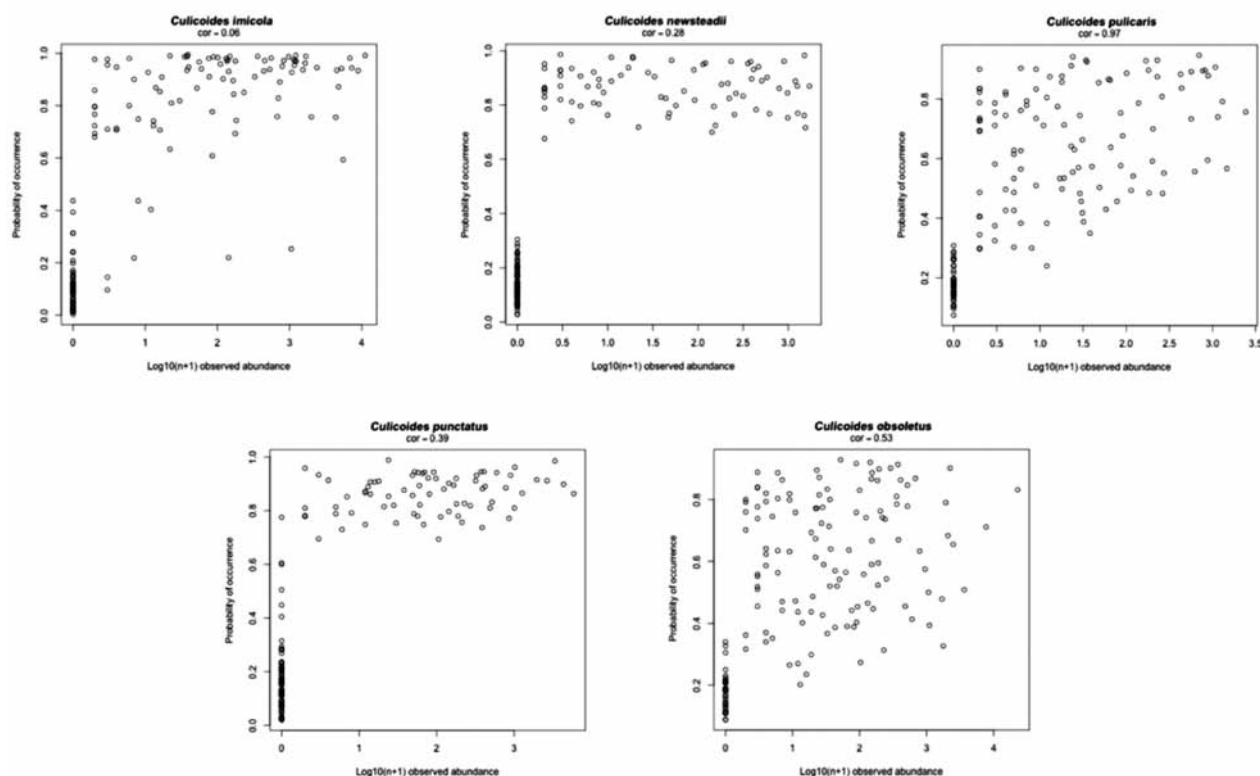 Culicoides imicola
cor = 0.06
Probability of occurrence
1.0
0.8
0.6
0.4
0.2
0.0
0
1
2
3
4
Log10(n+1) observed abundance
Culicoides newsteadii
cor = 0.28
Probability of occurrence
1.0
0.8
0.6
0.4
0.2
0.0
0.0
0.5
1.0
1.5
2.0
2.5
3.0
Log10(n+1) observed abundance
Culicoides pulicaris
cor = 0.97
Probability of occurrence
0.8
0.6
0.4
0.2
0.0
0.5
1.0
1.5
2.0
2.5
3.0
3.5
Log10(n+1) observed abundance
Culicoides punctatus
cor = 0.39
Probability of occurrence
1.0
0.8
0.6
0.4
0.2
0.0
0
1
2
3
Log10(n+1) observed abundance
Culicoides obsoletus
cor = 0.53
Probability of occurrence
0.8
0.6
0.4
0.2
0
1
2
3
4
Log10(n+1) observed abundance